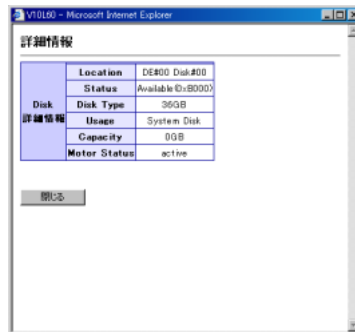 V10L60 - Microsoft Internet Explorer
詳細情報
Disk
詳細情報
Location DE#00 Disk#00
Status Available(0xB000)
Disk Type 36GB
Usage System Disk
Capacity 0GB
Motor Status active
閉じる